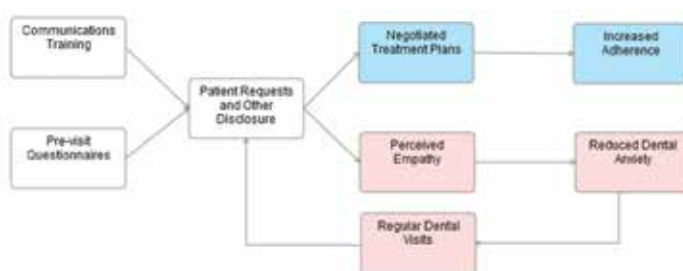 Communications
Training
Pre-visit
Questionnaires
Patient Requests
and Other
Disclosure
Negotiated
Treatment Plans
Increased
Adherence
Perceived
Empathy
Reduced Dental
Anxiety
Regular Dental
Visits